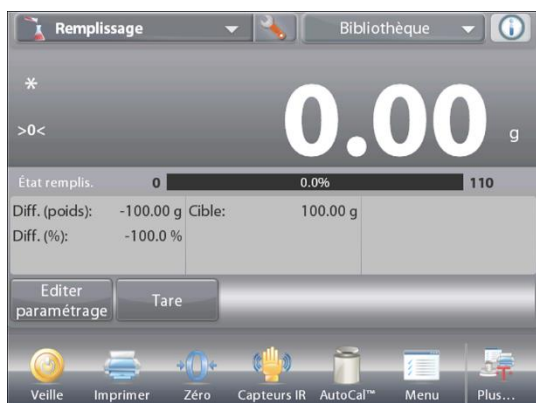 Remplissage Bibliothèque
*
>0<
0.00 g
État remplis. 0 0.0% 110
Diff. (poids): -100.00 g Cible: 100.00 g
Diff. (%): -100.0 %
Editer
paramétrage
Tare
Veille Imprimer Zéro Capteurs IR AutoCal™ Menu Plus...